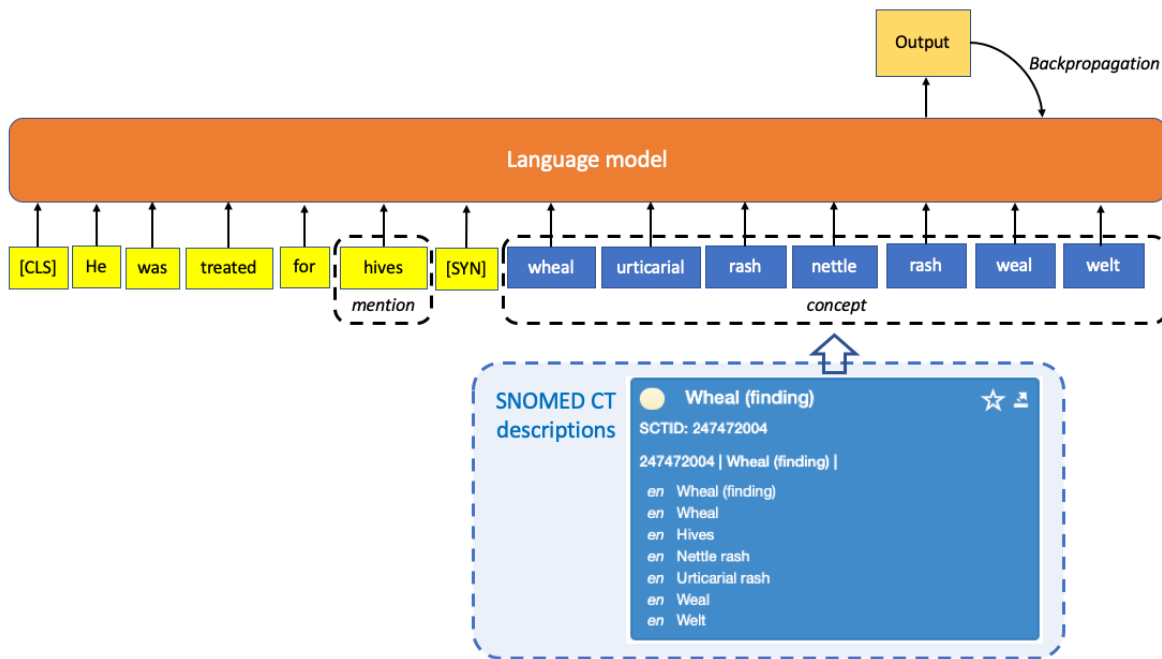 Output
Backpropagation
Language model
[CLS] He was treated for hives [SYN] wheal urticarial rash nettle rash weal welt
mention
concept
SNOMED CT
descriptions
Wheal (finding)
SCTID: 247472004
247472004 | Wheal (finding) |
en Wheal (finding)
en Wheal
en Hives
en Nettle rash
en Urticarial rash
en Weal
en Welt